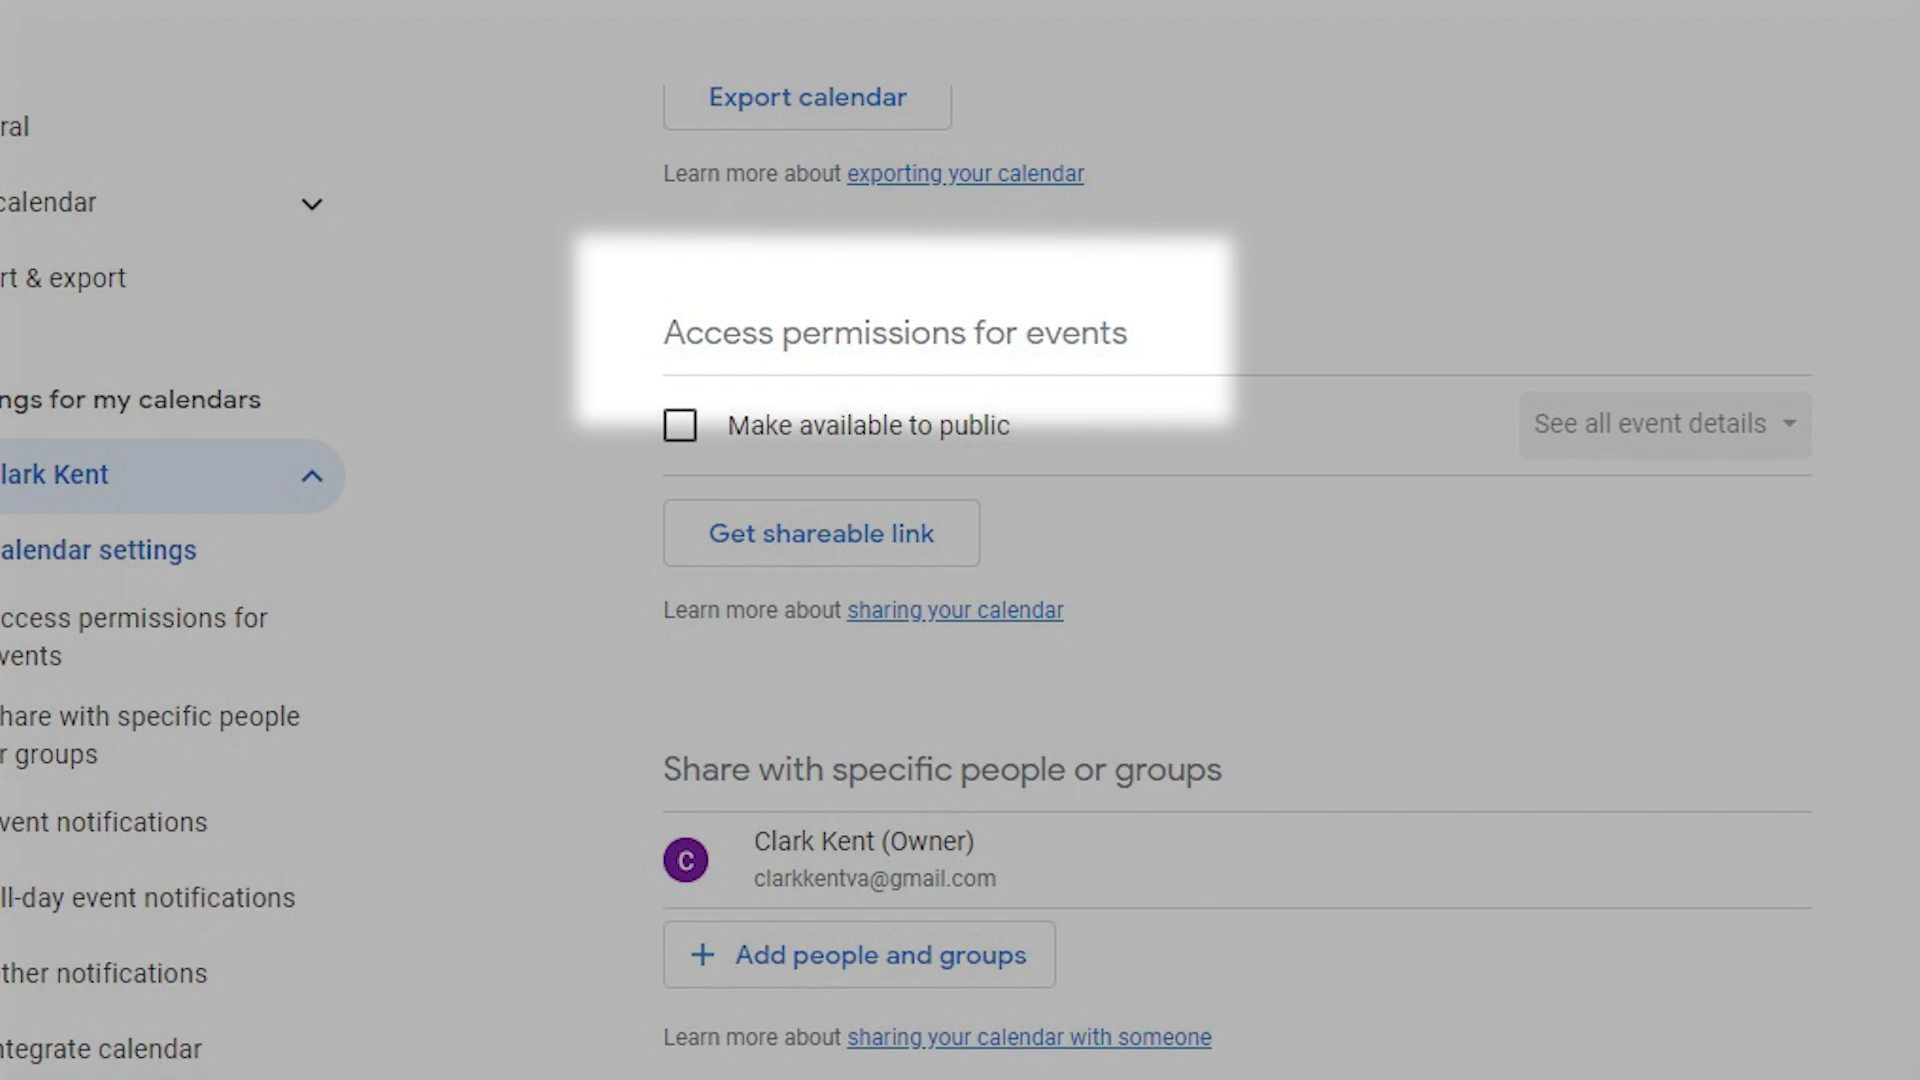 Export calendar
ral
Learn more about exporting your calendar
calendar
rt & export
Access permissions for events
ngs for my calendars
Make available to public
See all event details
lark Kent
Get shareable link
alendar settings
Learn more about sharing your calendar
ccess permissions for
vents
hare with specific people
r groups
Share with specific people or groups
vent notifications
Clark Kent (Owner)
C
clarkkentva@gmail.com
ll-day event notifications
+ Add people and groups
ther notifications
Learn more about sharing your calendar with someone
ntegrate calendar